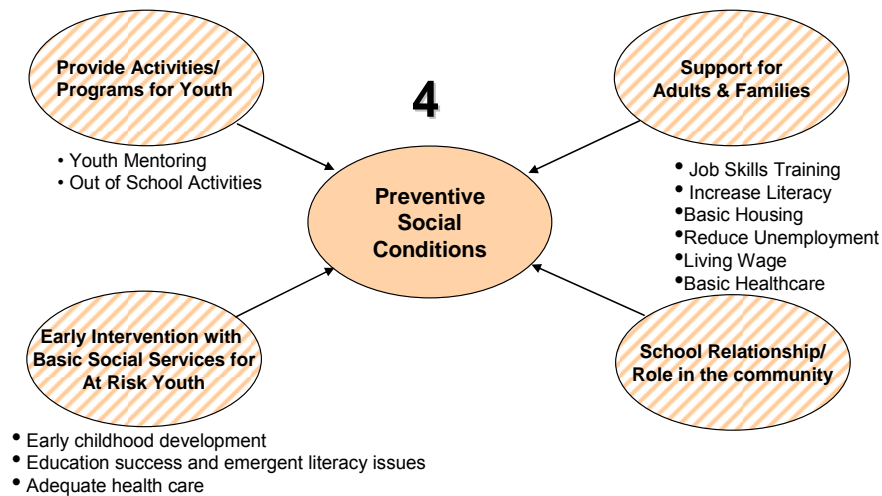 Provide Activities/
Programs for Youth
• Youth Mentoring
• Out of School Activities
4
Support for
Adults & Families
• Job Skills Training
• Increase Literacy
•Basic Housing
•Reduce Unemployment
•Living Wage
•Basic Healthcare
Preventive
Social
Conditions
Early Intervention with
Basic Social Services for
At Risk Youth
• Early childhood development
• Education success and emergent literacy issues
• Adequate health care
School Relationship/
Role in the community